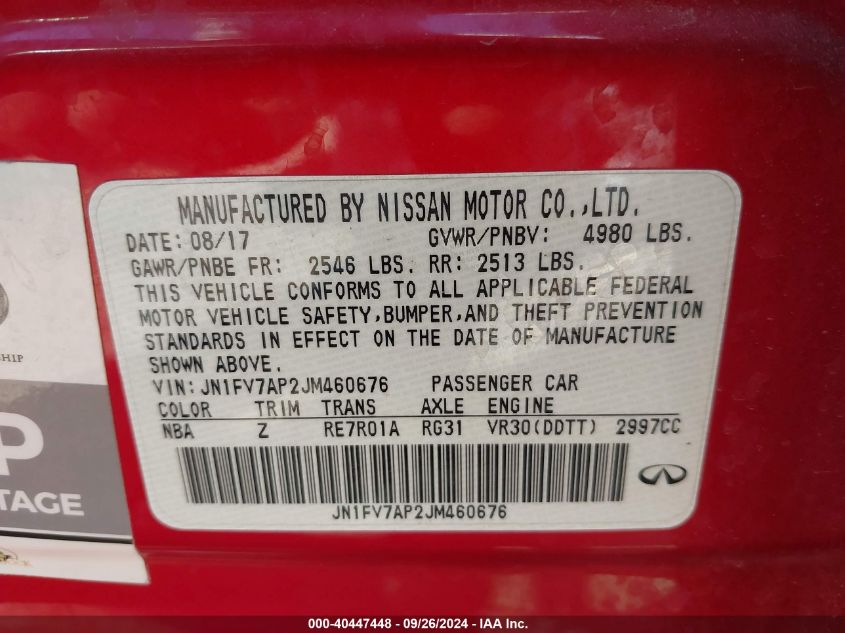 MANUFACTURED BY NISSAN MOTOR CO.,LTD.
DATE: 08/17 GVWR/PNBV: 4980 LBS.
GAWR/PNBE FR: 2546 LBS. RR: 2513 LBS.
THIS VEHICLE CONFORMS TO ALL APPLICABLE FEDERAL
MOTOR VEHICLE SAFETY,BUMPER,AND THEFT PREVENTION
STANDARDS IN EFFECT ON THE DATE OF MANUFACTURE
SHOWN ABOVE.
VIN: JN1FV7AP2JM460676 PASSENGER CAR
COLOR TRIM TRANS AXLE ENGINE
NBA Z RE7R01A RG31 VR30(DDTT) 2997CC
JN1FV7AP2JM460676
SHIP
P
TAGE
000-40447448 - 09/26/2024 - © IAA Inc.